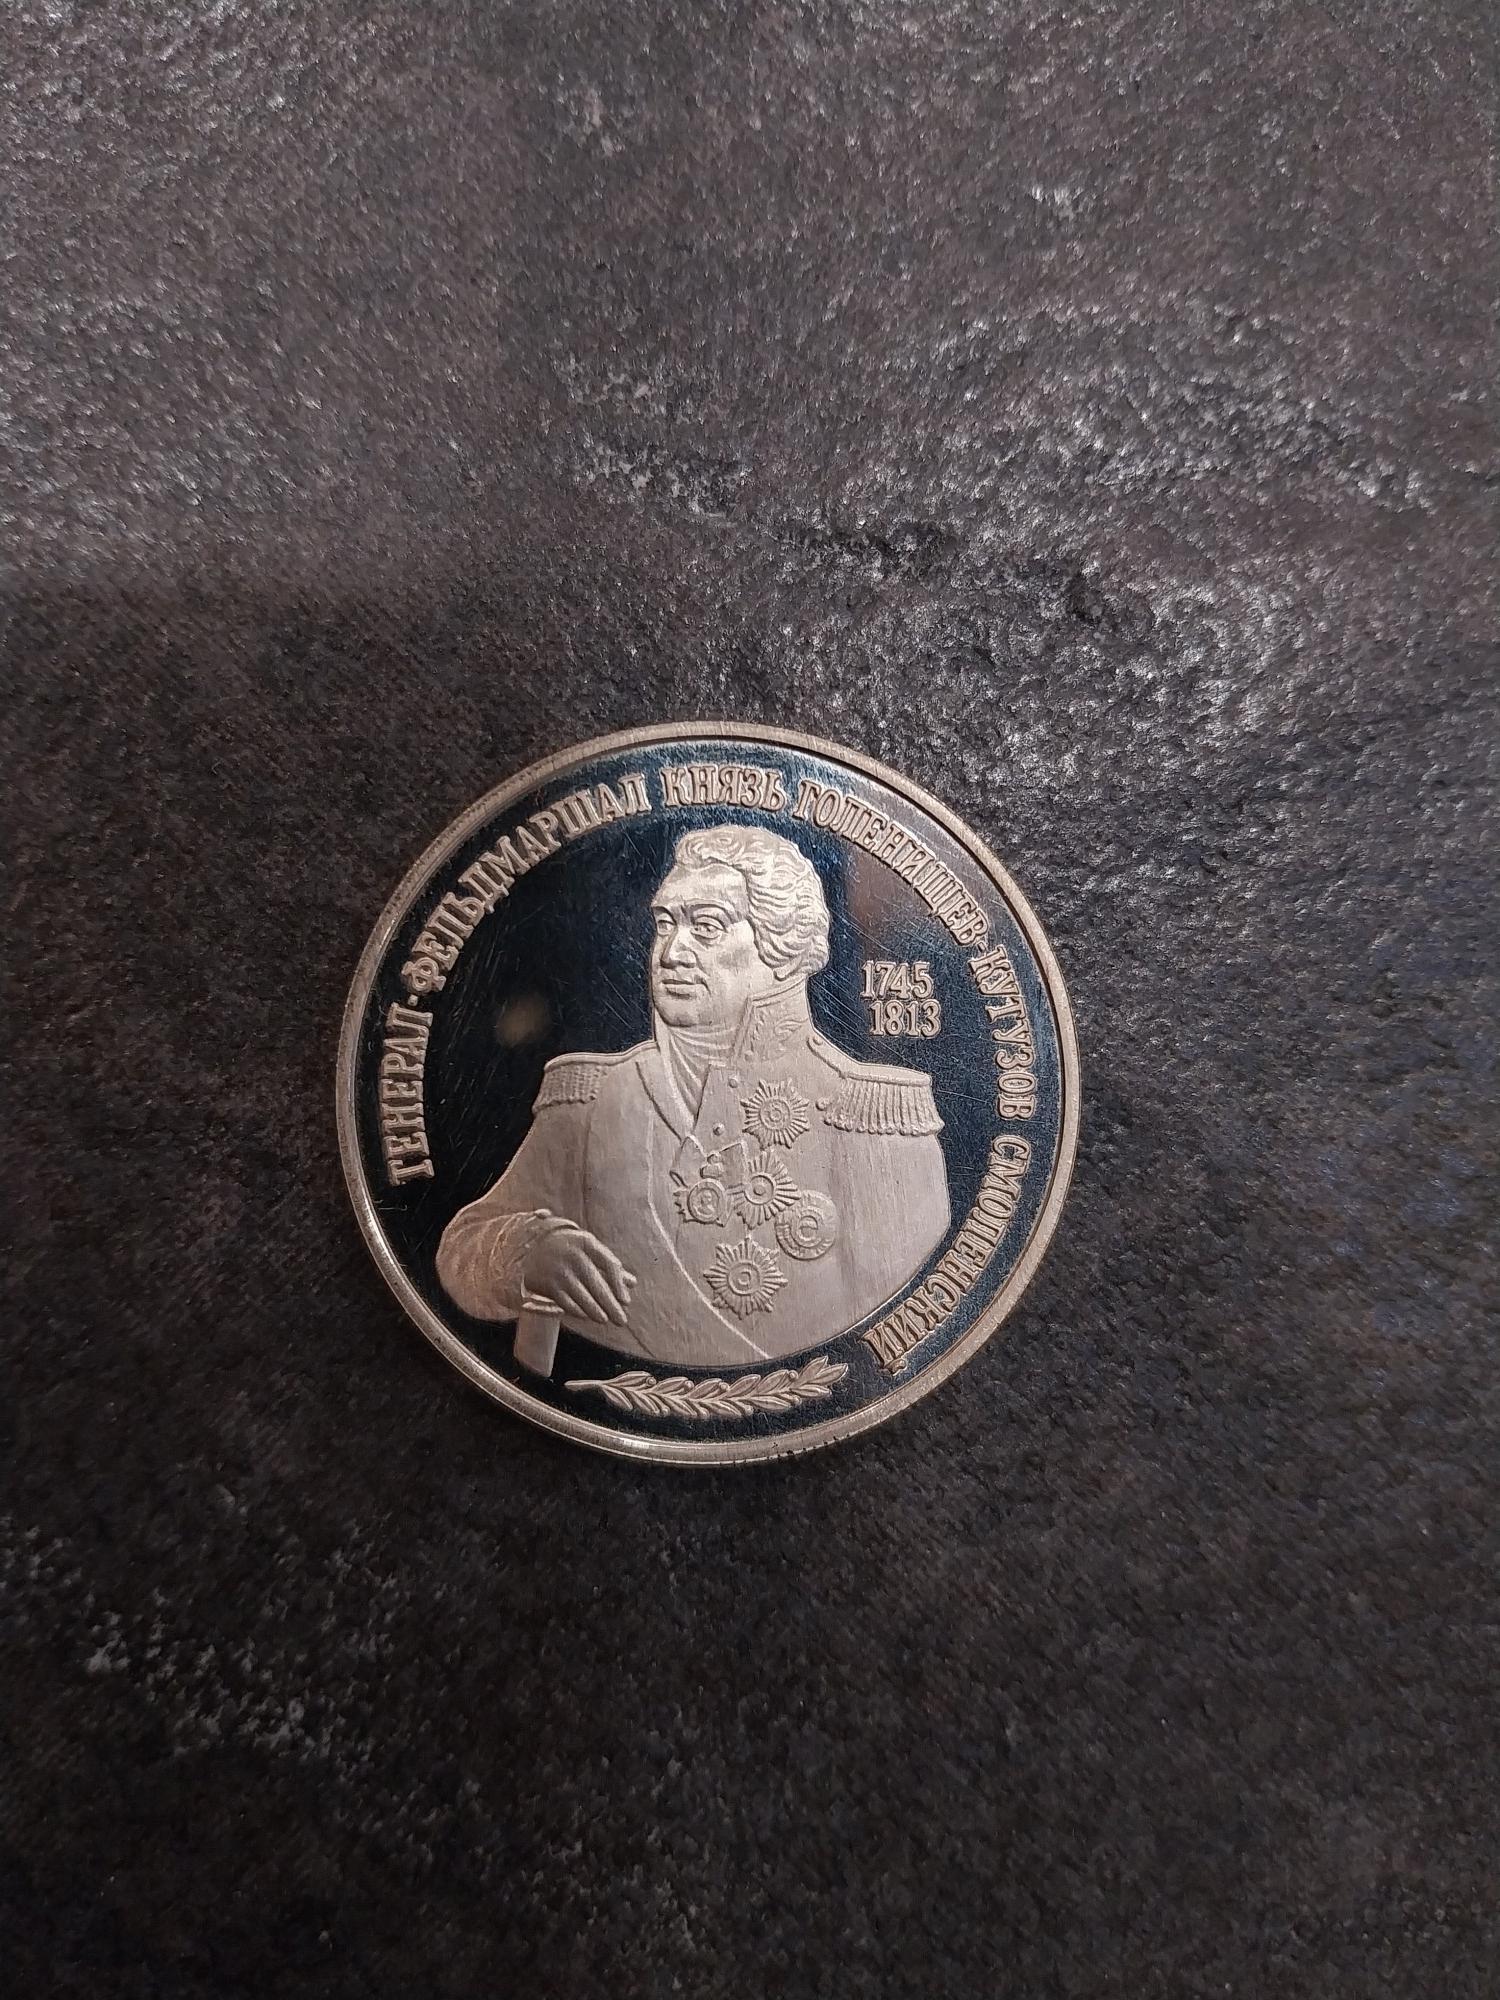 ГЕНЕРАЛ-ФЕЛЬДМАРШАЛ КНЯЗЬ ГОЛЕНИЩЕВ-КУТУЗОВ СМОЛЕНСКИЙ
1745
1813